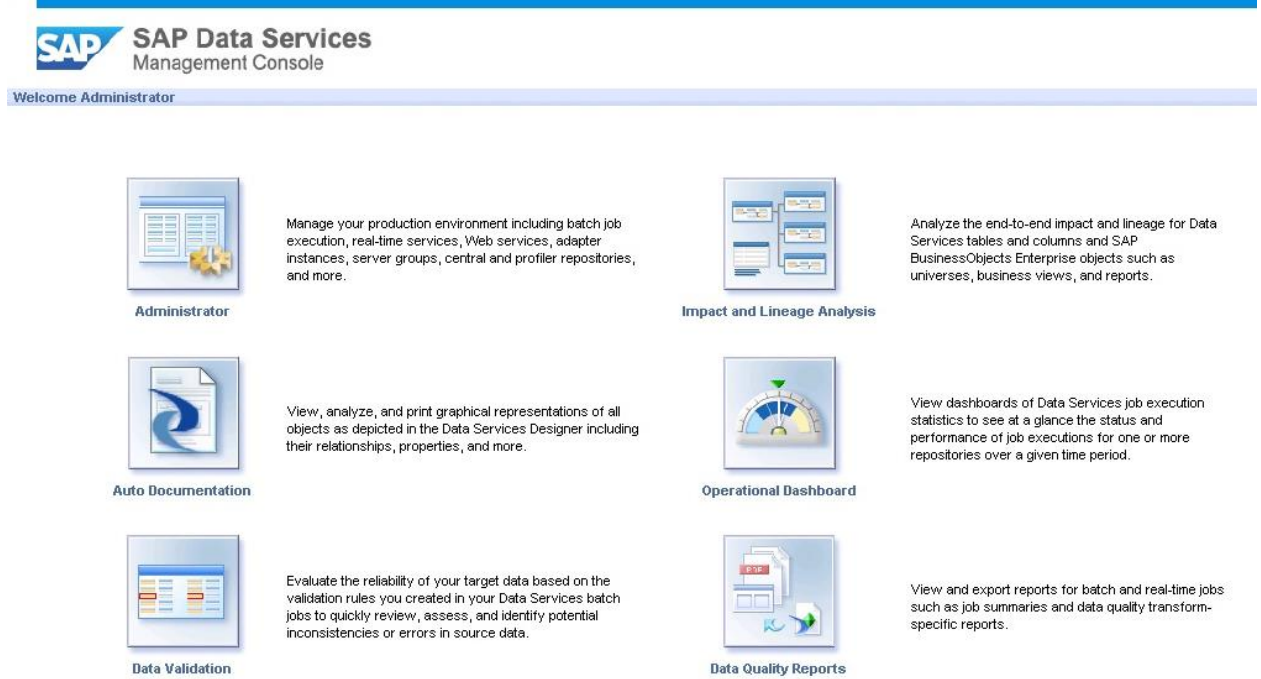 SAP
SAP Data Services
Management Console
Welcome Administrator
Manage your production environment including batch job
execution, real-time services, Web services, adapter
instances, server groups, central and profiler repositories,
and more.
Administrator
Analyze the end-to-end impact and lineage for Data
Services tables and columns and SAP
BusinessObjects Enterprise objects such as
universes, business views, and reports.
Impact and Lineage Analysis
View, analyze, and print graphical representations of all
objects as depicted in the Data Services Designer including
their relationships, properties, and more.
Auto Documentation
View dashboards of Data Services job execution
statistics to see at a glance the status and
performance of job executions for one or more
repositories over a given time period.
Operational Dashboard
Evaluate the reliability of your target data based on the
validation rules you created in your Data Services batch
jobs to quickly review, assess, and identify potential
inconsistencies or errors in source data.
Data Validation
PDF
View and export reports for batch and real-time jobs
such as job summaries and data quality transform-
specific reports.
Data Quality Reports